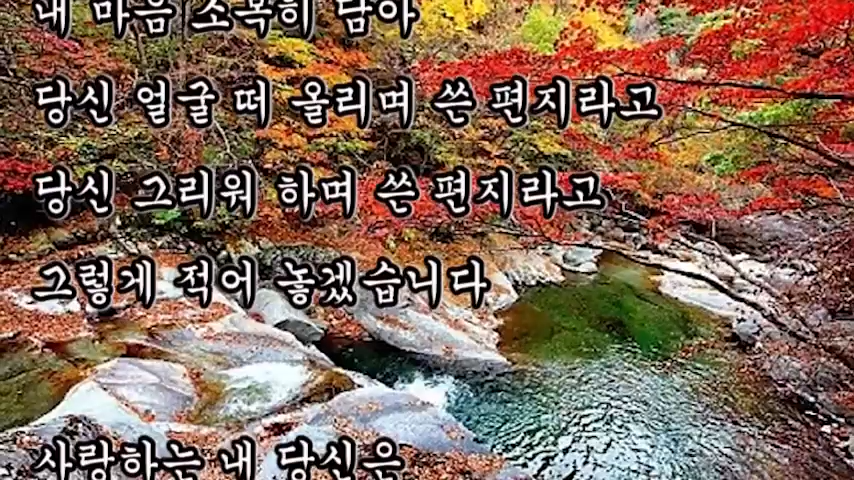 내 마음 소복히 담아
당신 얼굴 떠 올리며 쓴 편지라고
당신 그리워 하며 쓴 편지라고
그렇게 적어 놓겠습니다
사랑하는 내 당신은